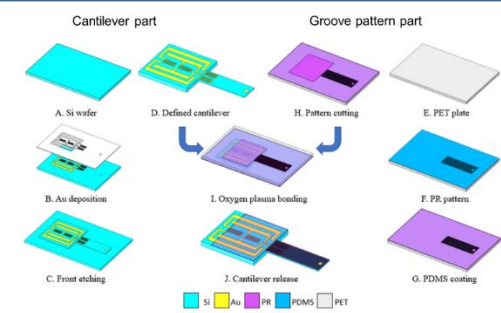 Cantilever part
Groove pattern part
A. Si wafer
D. Defined cantilever
H. Pattern cutting
E. PET plate
B. Au deposition
I. Oxygen plasma bonding
F. PR pattern
C. Front etching
J. Cantilever release
G. PDMS coating
Si Au PR PDMS PET